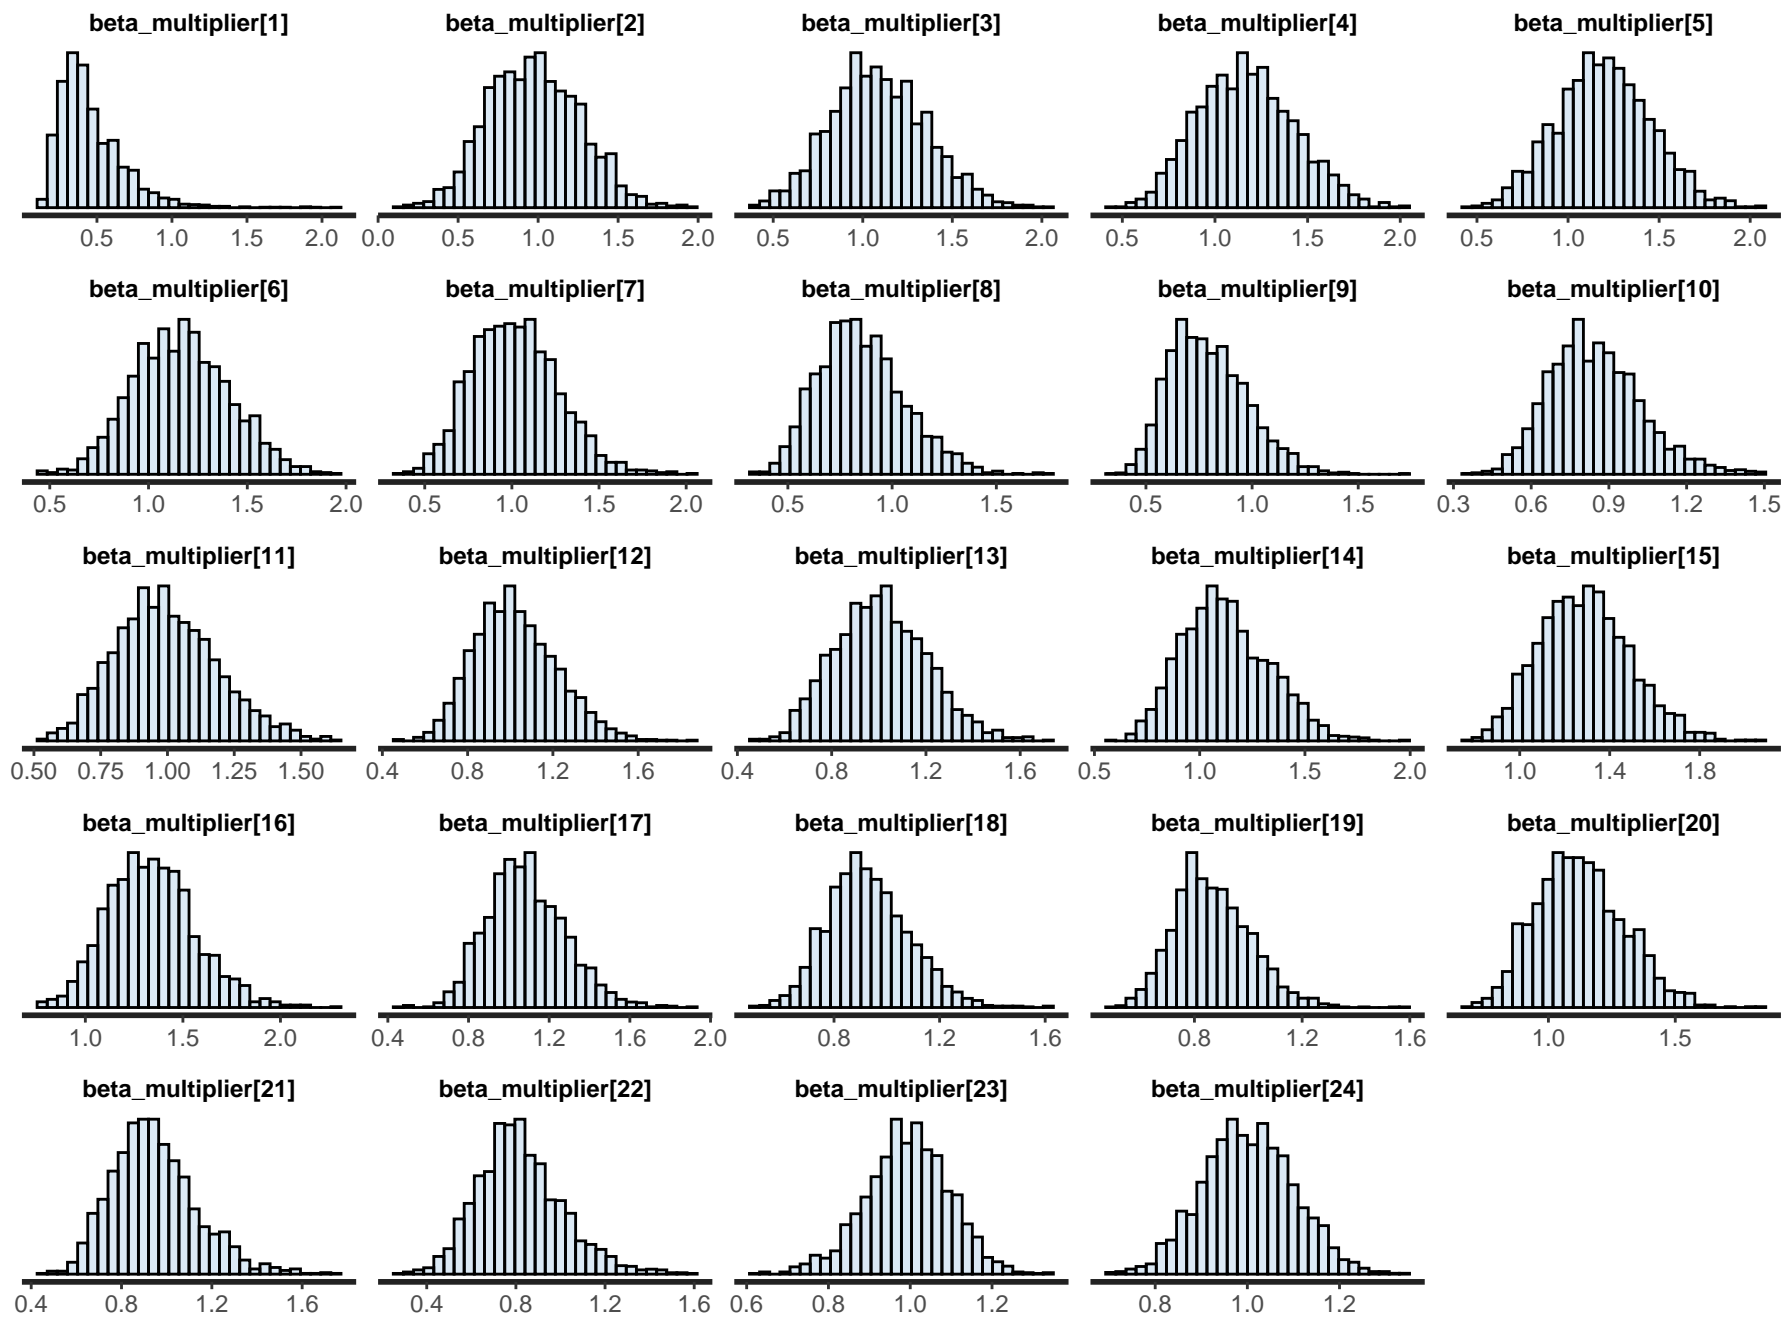 beta_multiplier[1] beta_multiplier[2] beta_multiplier[3] beta_multiplier[4] beta_multiplier[5]
0.5 1.0 1.5 2.0 0.0 0.5 1.0 1.5 2.0 0.5 1.0 1.5 2.0 0.5 1.0 1.5 2.0 0.5 1.0 1.5 2.0
beta_multiplier[6] beta_multiplier[7] beta_multiplier[8] beta_multiplier[9] beta_multiplier[10]
0.5 1.0 1.5 2.0 0.5 1.0 1.5 2.0 0.5 1.0 1.5 0.5 1.0 1.5 0.3 0.6 0.9 1.2 1.5
beta_multiplier[11] beta_multiplier[12] beta_multiplier[13] beta_multiplier[14] beta_multiplier[15]
0.50 0.75 1.00 1.25 1.50 0.4 0.8 1.2 1.6 0.4 0.8 1.2 1.6 0.5 1.0 1.5 2.0 1.0 1.4 1.8
beta_multiplier[16] beta_multiplier[17] beta_multiplier[18] beta_multiplier[19] beta_multiplier[20]
1.0 1.5 2.0 0.4 0.8 1.2 1.6 2.0 0.8 1.2 1.6 0.8 1.2 1.6 1.0 1.5
beta_multiplier[21] beta_multiplier[22] beta_multiplier[23] beta_multiplier[24]
0.4 0.8 1.2 1.6 0.4 0.8 1.2 1.6 0.6 0.8 1.0 1.2 0.8 1.0 1.2